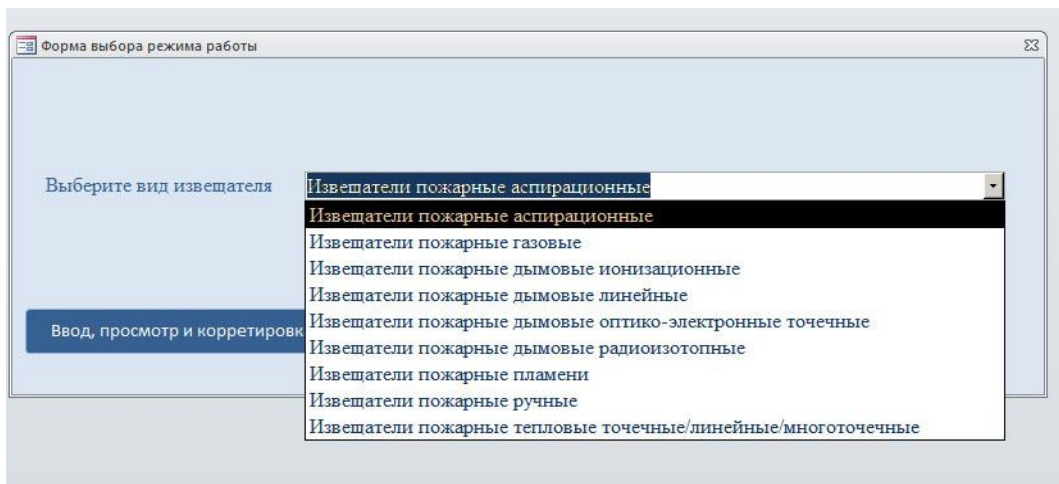 Форма выбора режима работы
Выберите вид извещателя
Извещатели пожарные аспирационные
Извещатели пожарные аспирационные
Извещатели пожарные газовые
Извещатели пожарные дымовые ионизационные
Извещатели пожарные дымовые линейные
Извещатели пожарные дымовые оптико-электронные точечные
Извещатели пожарные дымовые радиоизотопные
Извещатели пожарные пламени
Извещатели пожарные ручные
Извещатели пожарные тепловые точечные/линейные/многоточечные
Ввод, просмотр и корретировк